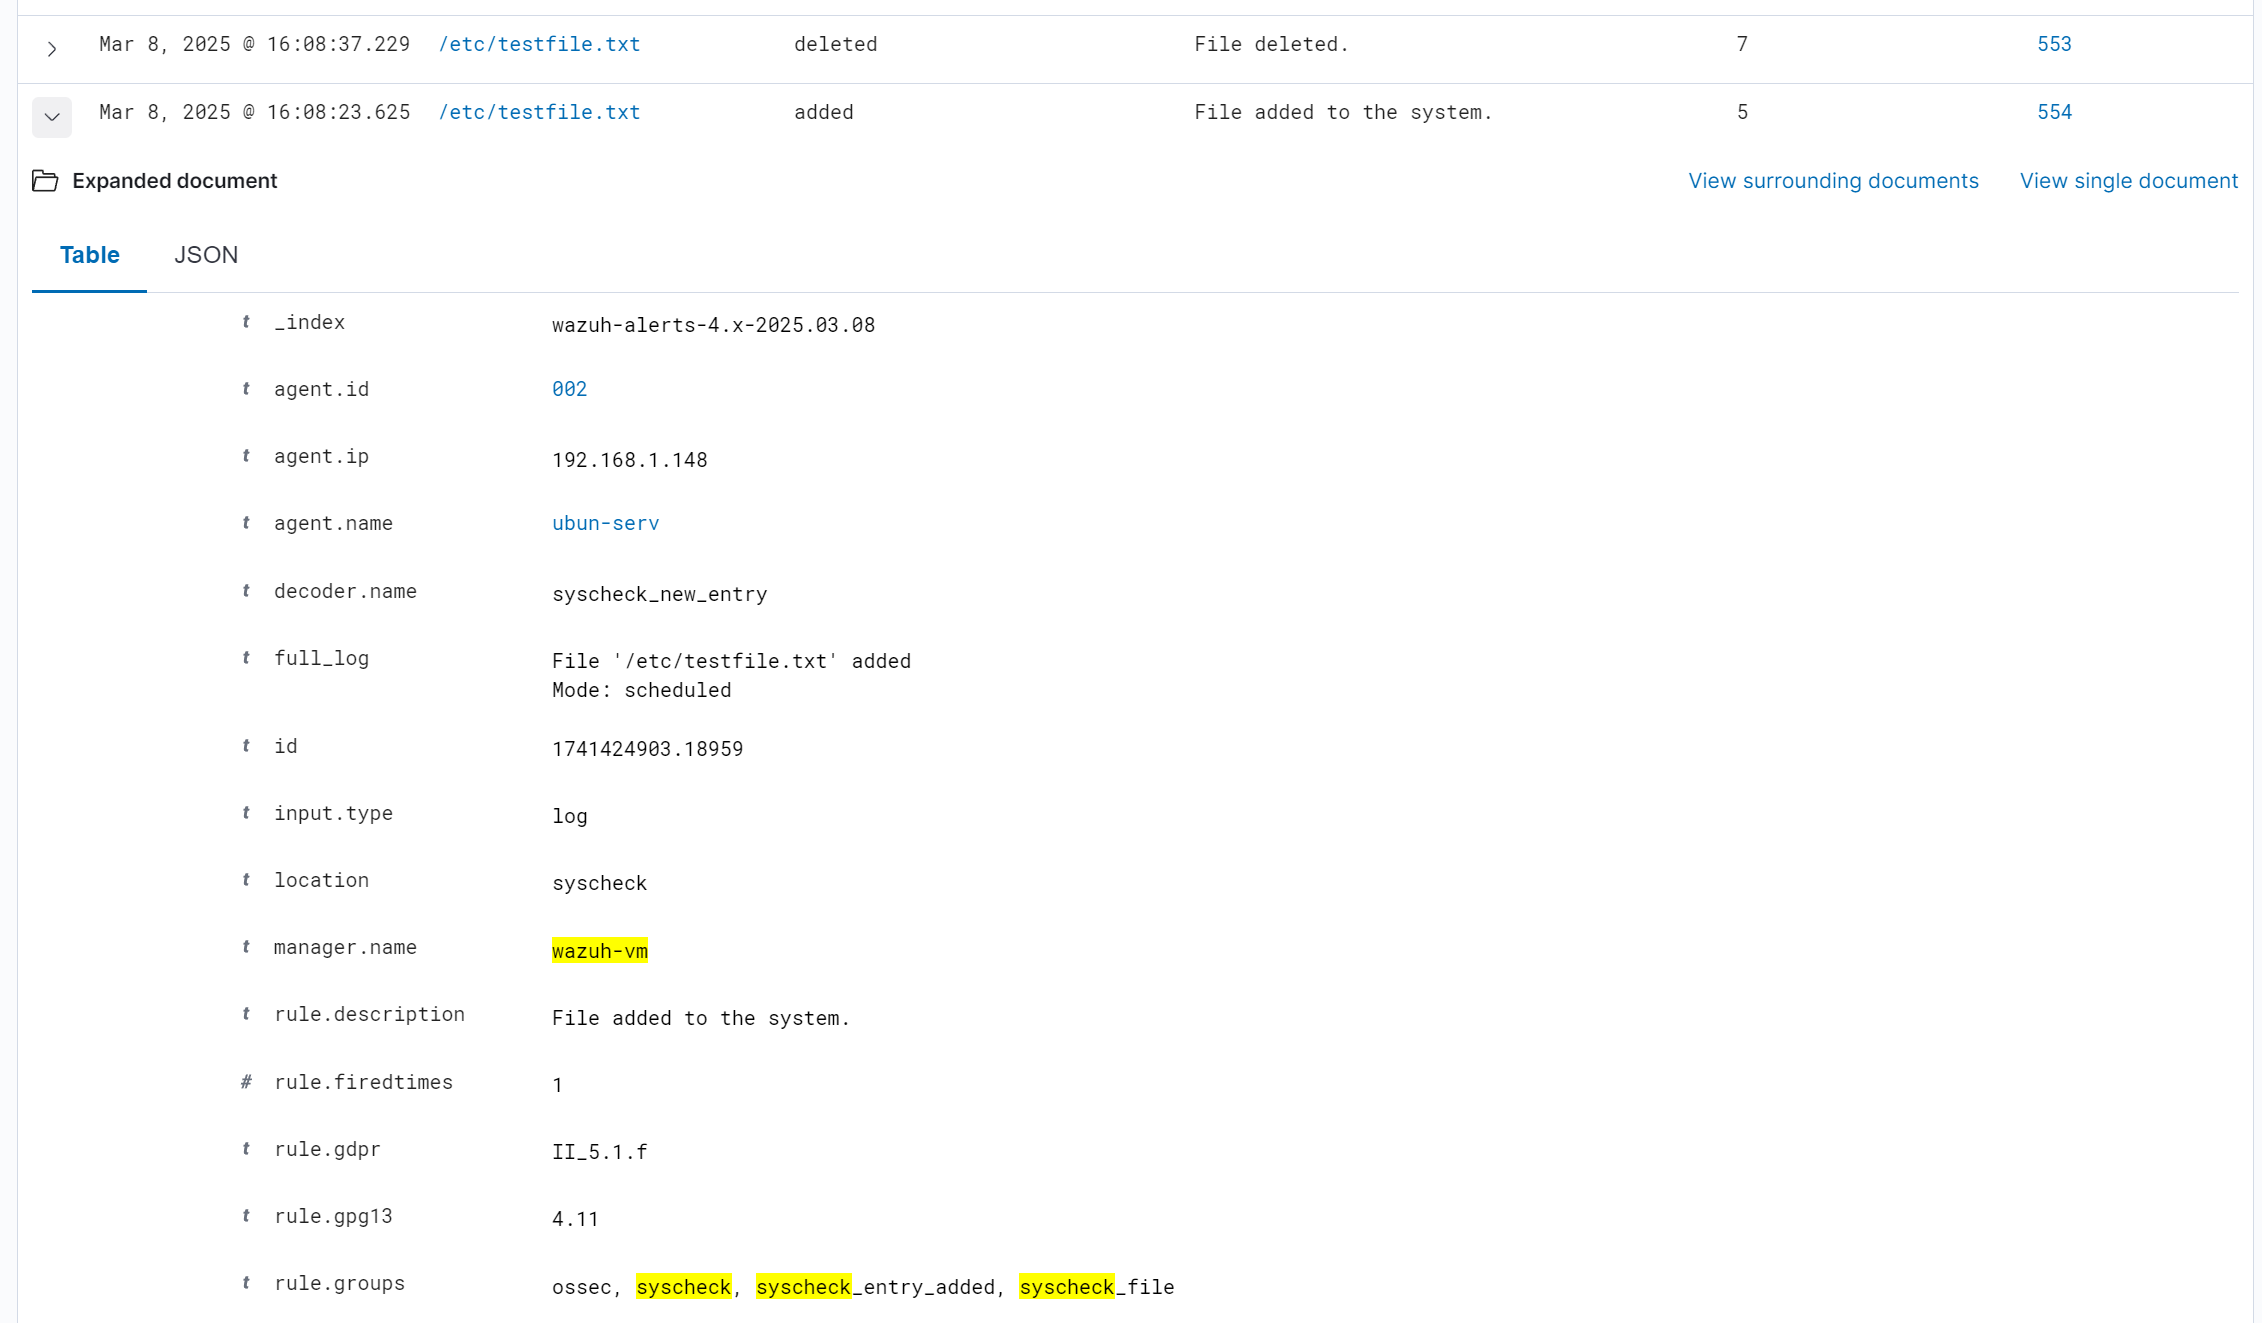 Mar 8, 2025 @ 16:08:37.229 /etc/testfile.txt deleted File deleted. 7 553
Mar 8, 2025 @ 16:08:23.625 /etc/testfile.txt added File added to the system. 5 554
Expanded document View surrounding documents View single document
Table JSON
t _index wazuh-alerts-4.x-2025.03.08
t agent.id 002
t agent.ip 192.168.1.148
t agent.name ubun-serv
t decoder.name syscheck_new_entry
t full_log File '/etc/testfile.txt' added
Mode: scheduled
t id 1741424903.18959
t input.type log
t location syscheck
t manager.name wazuh-vm
t rule.description File added to the system.
# rule.firedtimes 1
t rule.gdpr II_5.1.f
t rule.gpg13 4.11
t rule.groups ossec, syscheck, syscheck_entry_added, syscheck_file